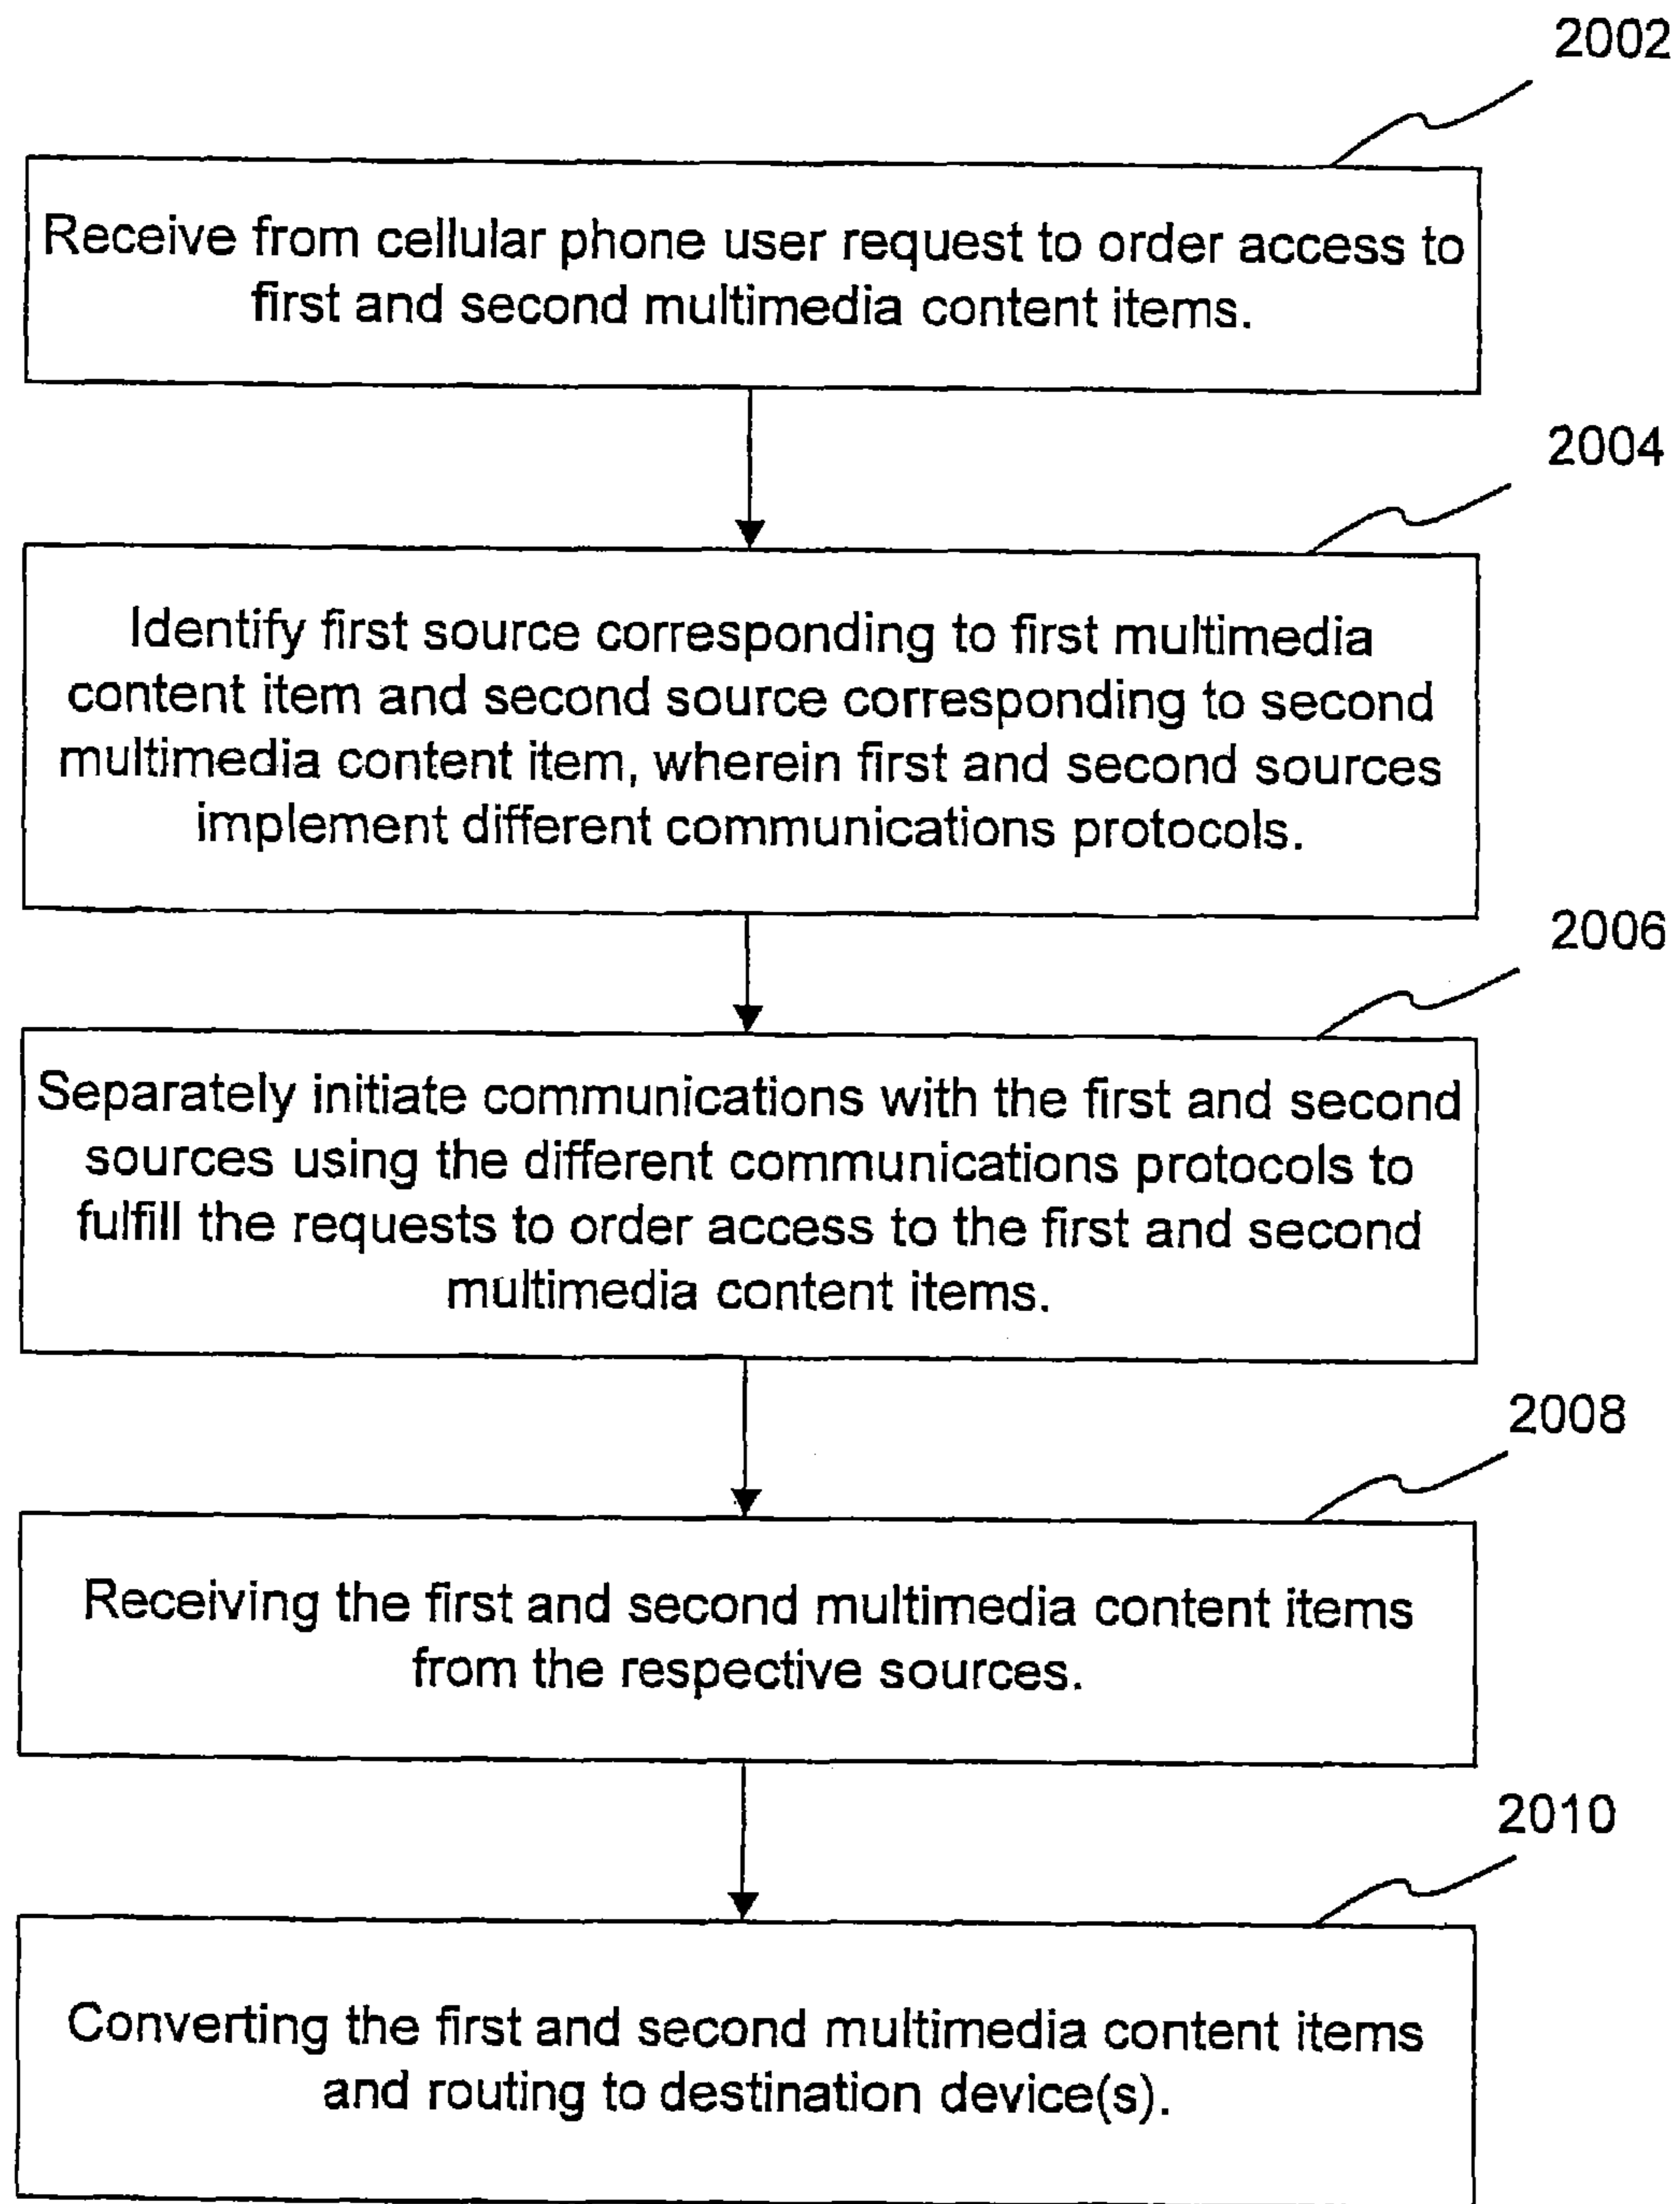 2002
Receive from cellular phone user request to order access to
first and second multimedia content items.
2004
Identify first source corresponding to first multimedia
content item and second source corresponding to second
multimedia content item, wherein first and second sources
implement different communications protocols.
2006
Separately initiate communications with the first and second
sources using the different communications protocols to
fulfill the requests to order access to the first and second
multimedia content items.
2008
Receiving the first and second multimedia content items
from the respective sources.
2010
Converting the first and second multimedia content items
and routing to destination device(s).